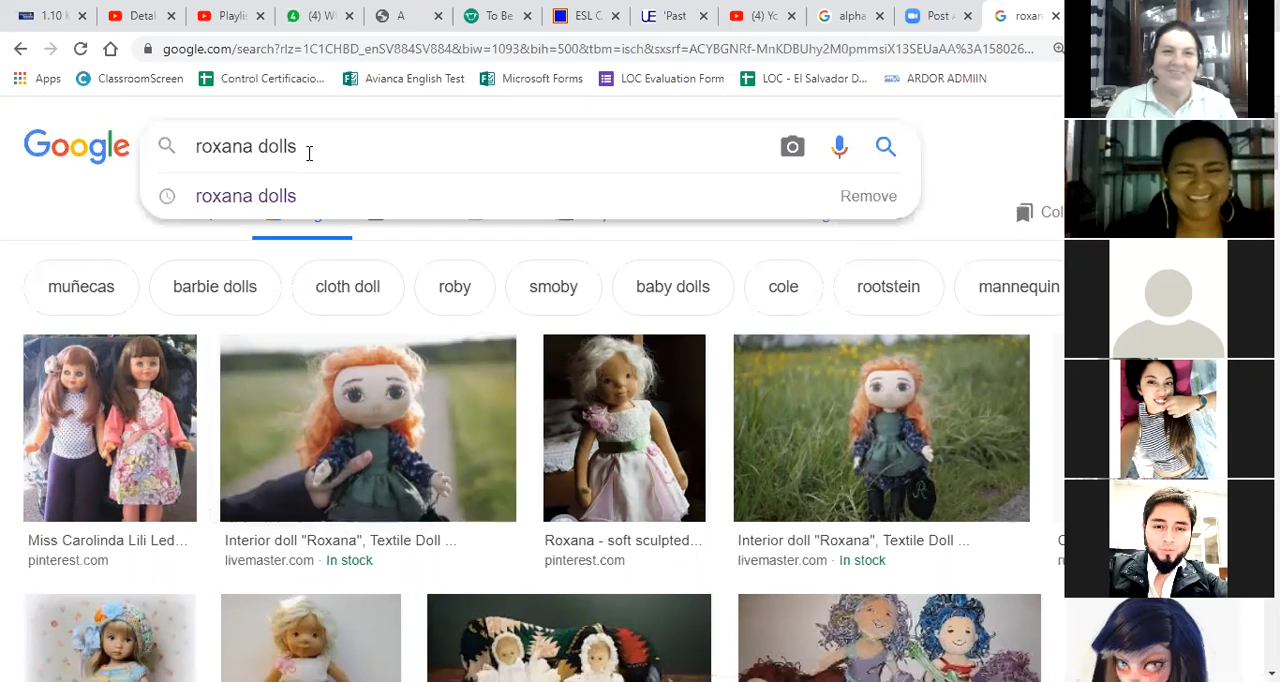 1.10 Detal Playlis (4) W A To Be ESL C 'Past (4) Yc alpha Post A roxar
google.com/search?rlz=1C1CHBD_enSV884SV884&biw=1093&bih=500&tbm=isch&sxsrf=ACYBGNRf-MnKDBUhy2M0pmmsiX13SEUaAA%3A158026...
Apps ClassroomScreen Control Certificacio... Avianca English Test Microsoft Forms LOC Evaluation Form LOC - El Salvador D... ARDOR ADMIIN
Google roxana dolls
roxana dolls Remove
Col
muñecas barbie dolls cloth doll roby smoby baby dolls cole rootstein mannequin
Miss Carolinda Lili Led... Interior doll "Roxana", Textile Doll ... Roxana - soft sculpted... Interior doll "Roxana", Textile Doll ...
pinterest.com livemaster.com · In stock pinterest.com livemaster.com · In stock